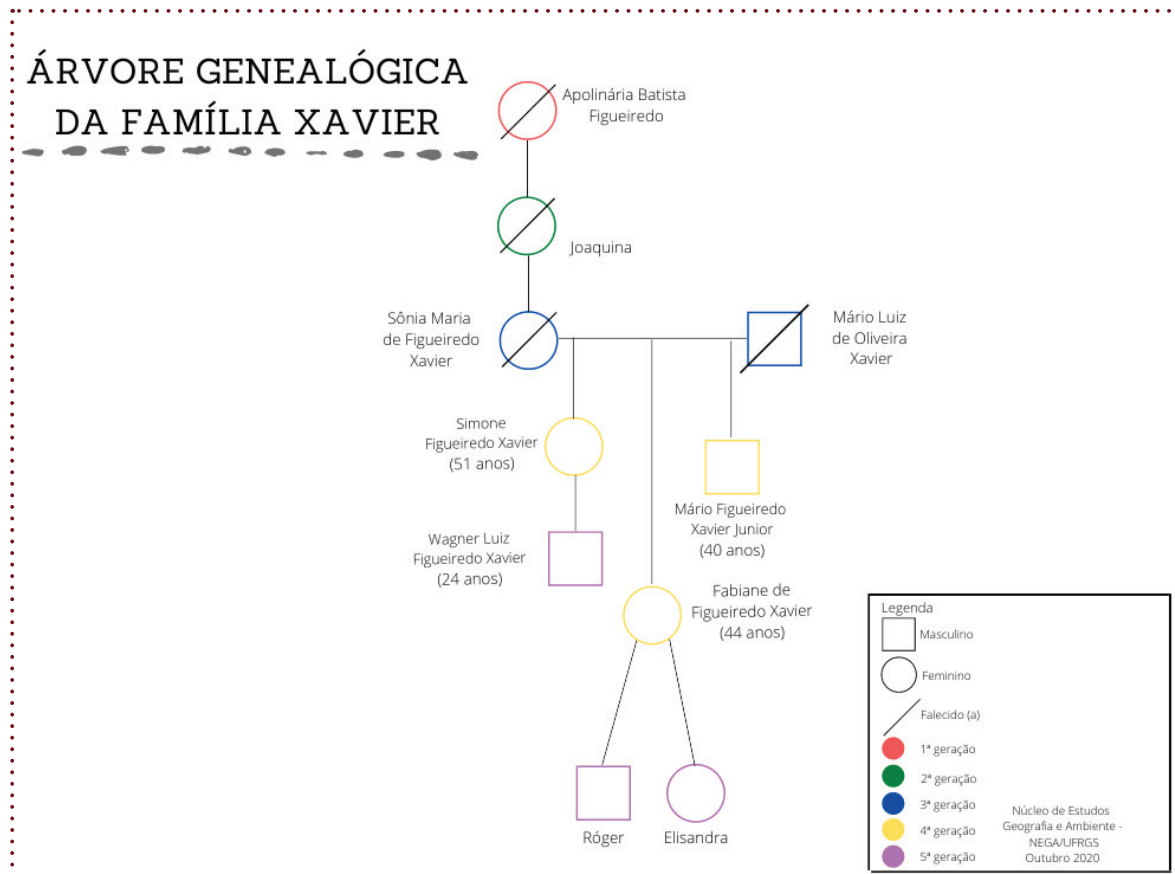 ÁRVORE GENEALÓGICA
DA FAMÍLIA XAVIER
Apolinária Batista
Figueiredo
Joaquina
Sônia Maria
de Figueiredo
Xavier
Mário Luiz
de Oliveira
Xavier
Simone
Figueiredo Xavier
(51 anos)
Mário Figueiredo
Xavier Junior
(40 anos)
Wagner Luiz
Figueiredo Xavier
(24 anos)
Fabiane de
Figueiredo Xavier
(44 anos)
Róger
Elisandra
Legenda
Masculino
Feminino
Falecido (a)
1ª geração
2ª geração
3ª geração
4ª geração
5ª geração
Núcleo de Estudos
Geografia e Ambiente -
NEGA/UFRGS
Outubro 2020